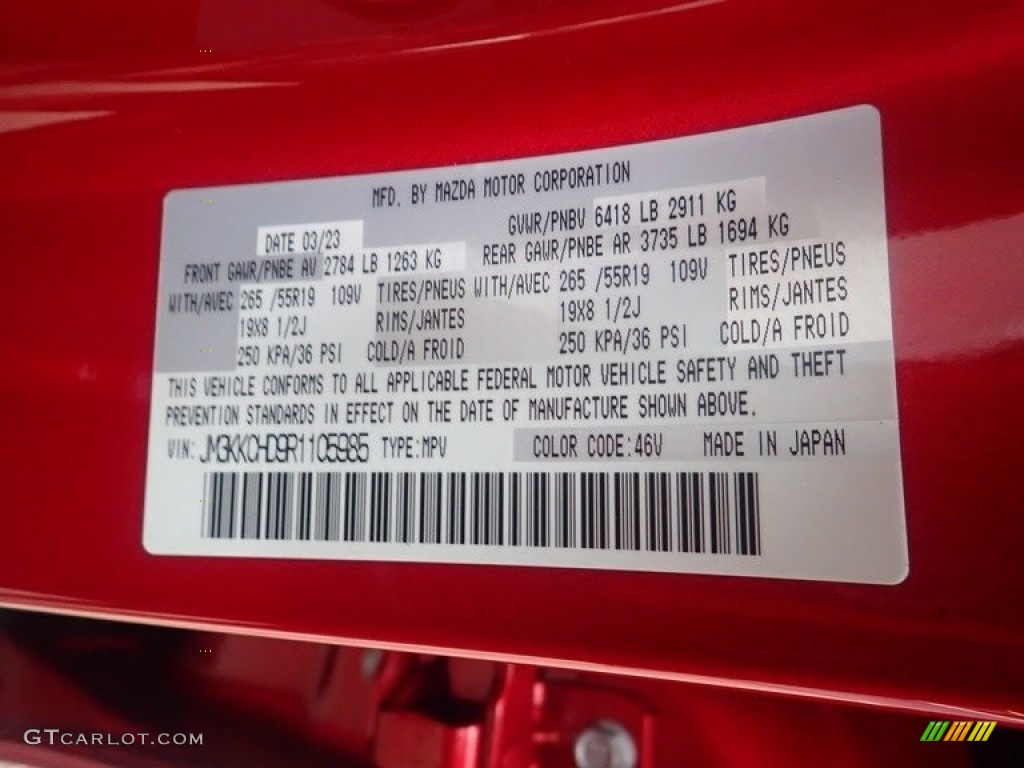 MFD. BY MAZDA MOTOR CORPORATION
DATE 03/23 GVWR/PNBV 6418 LB 2911 KG
FRONT GAWR/PNBE AV 2784 LB 1263 KG REAR GAWR/PNBE AR 3735 LB 1694 KG
WITH/AVEC 265 /55R19 109V TIRES/PNEUS WITH/AVEC 265 /55R19 109V TIRES/PNEUS
19X8 1/2J RIMS/JANTES 19X8 1/2J RIMS/JANTES
250 KPA/36 PSI COLD/A FROID 250 KPA/36 PSI COLD/A FROID
THIS VEHICLE CONFORMS TO ALL APPLICABLE FEDERAL MOTOR VEHICLE SAFETY AND THEFT
PREVENTION STANDARDS IN EFFECT ON THE DATE OF MANUFACTURE SHOWN ABOVE.
VIN: JM3KKCHD9R1105985 TYPE:MPV COLOR CODE:46V MADE IN JAPAN
GTCARLOT.COM